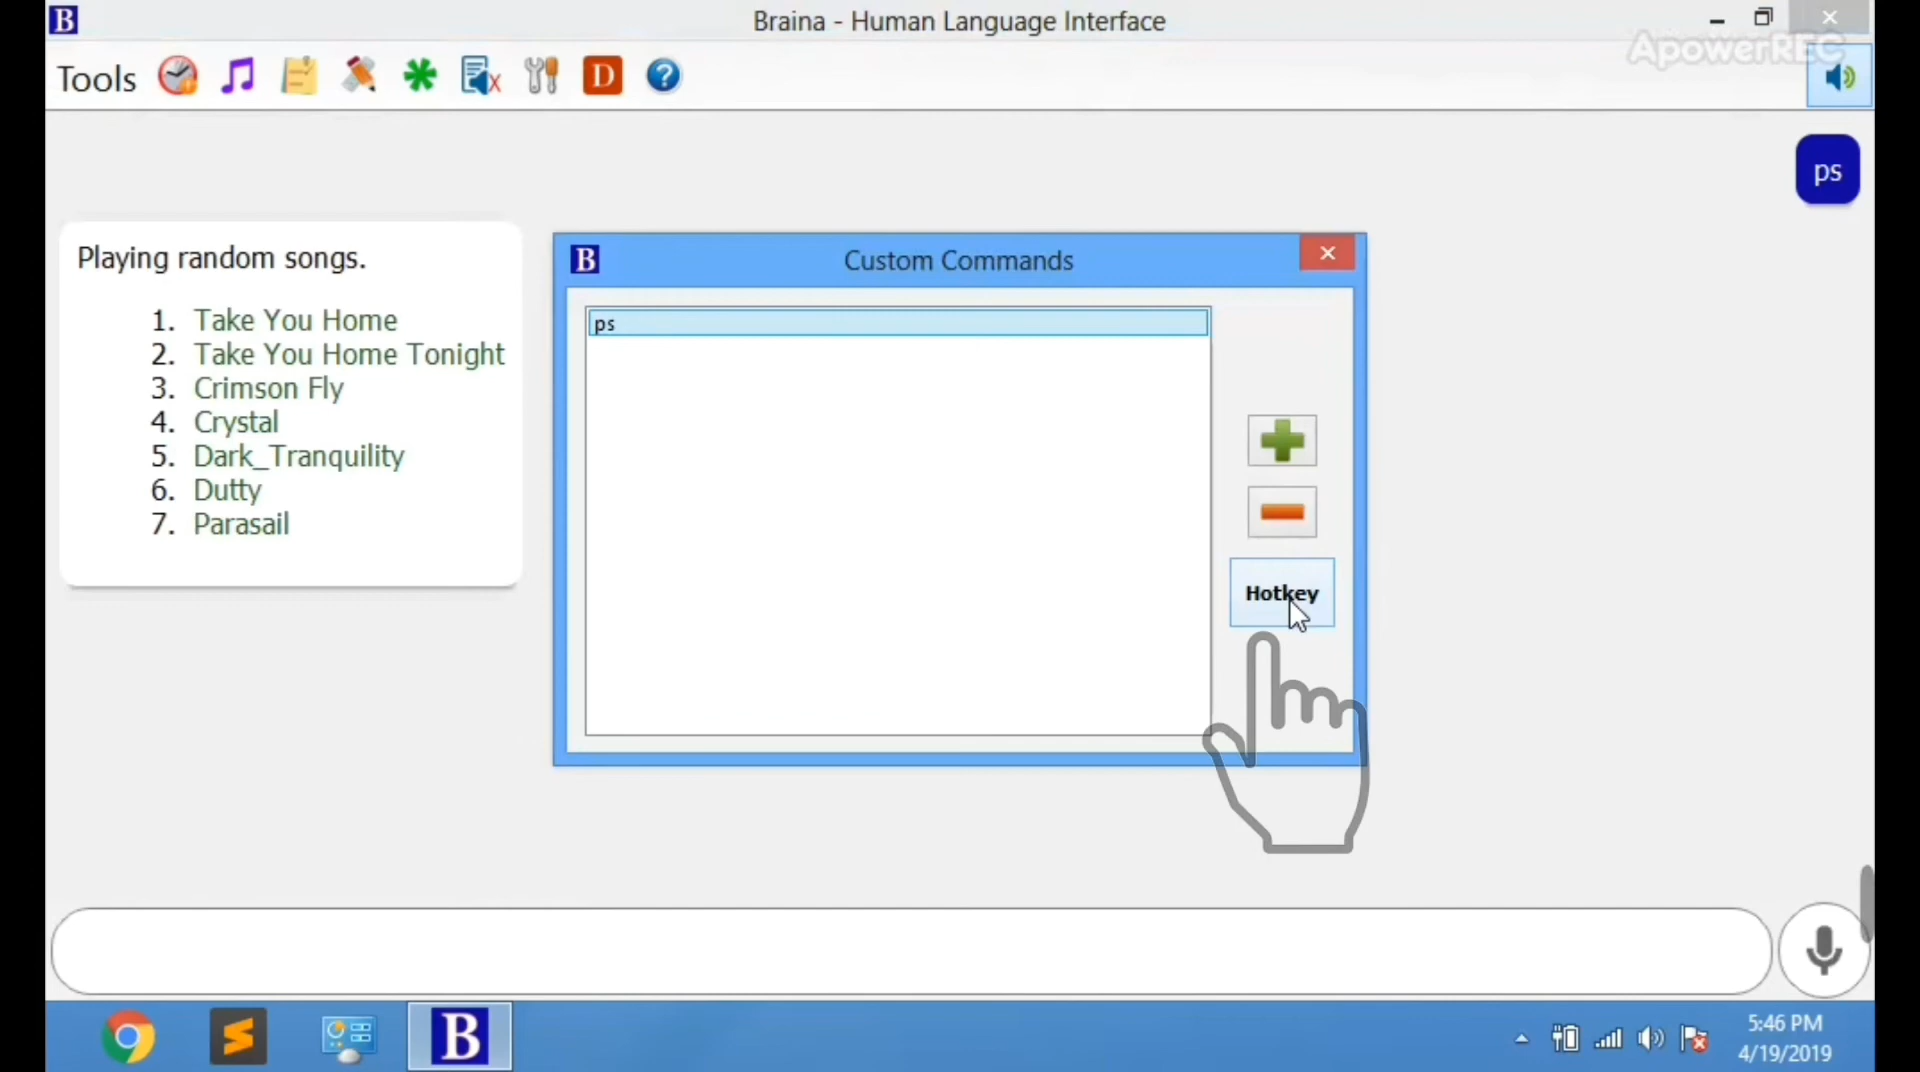 B
Braina - Human Language Interface
ApowerREC
Tools
D
?
ps
Playing random songs.
1. Take You Home
2. Take You Home Tonight
3. Crimson Fly
4. Crystal
5. Dark_Tranquility
6. Dutty
7. Parasail
B
Custom Commands
ps
Hotkey
B
5:46 PM
4/19/2019